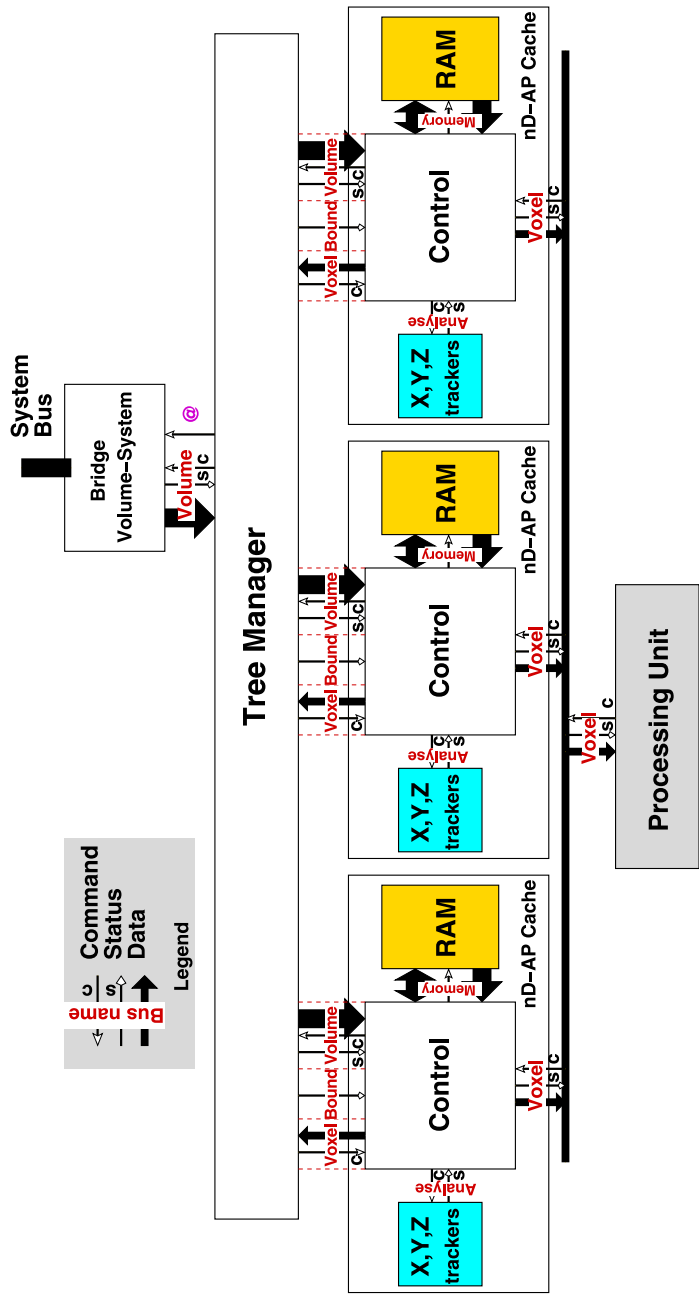 System
Bus
Bridge
Volume-System
Volume
s
c
@
Command
Status
Data
c
s
Bus name
Legend
Tree Manager
Voxel
Bound
Volume
c
s
c
Control
X,Y,Z
trackers
Analyse
c
s
RAM
Memory
nD-AP Cache
Voxel
s
c
Voxel
Bound
Volume
c
s
c
Control
X,Y,Z
trackers
Analyse
c
s
RAM
Memory
nD-AP Cache
Voxel
s
c
Voxel
Bound
Volume
c
s
c
Control
X,Y,Z
trackers
Analyse
c
s
RAM
Memory
nD-AP Cache
Voxel
s
c
Voxel
s
c
Processing Unit